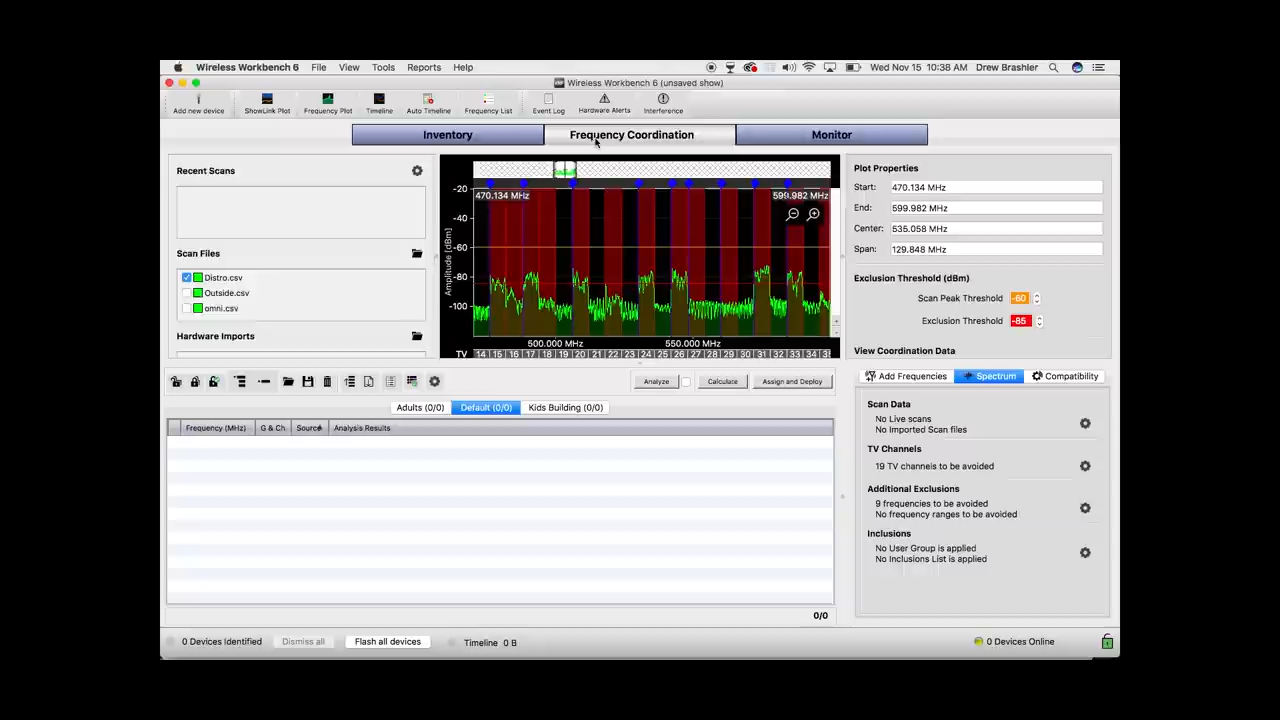 Wireless Workbench 6 File View Tools Reports Help Wed Nov 15 10:38 AM Drew Brashler
Wireless Workbench 6 (unsaved show)
Add new device ShowLink Plot Frequency Plot Timeline Auto Timeline Frequency List Event Log Hardware Alerts Interference
Inventory Frequency Coordination Monitor
Recent Scans
Scan Files
Distro.csv
Outside.csv
omni.csv
Hardware Imports
470.134 MHz 599.982 MHz
Amplitude [dBm]
-20
-40
-60
-80
-100
500.000 MHz 550.000 MHz
TV 14 15 16 17 18 19 20 21 22 23 24 25 26 27 28 29 30 31 32 33 34
Plot Properties
Start: 470.134 MHz
End: 599.982 MHz
Center: 535.058 MHz
Span: 129.848 MHz
Exclusion Threshold (dBm)
Scan Peak Threshold -60
Exclusion Threshold -85
View Coordination Data
Analyze Calculate Assign and Deploy
Adults (0/0) Default (0/0) Kids Building (0/0)
Frequency (MHz) G & Ch Source Analysis Results
0/0
Add Frequencies Spectrum Compatibility
Scan Data
No Live scans
No Imported Scan files
TV Channels
19 TV channels to be avoided
Additional Exclusions
9 frequencies to be avoided
No frequency ranges to be avoided
Inclusions
No User Group is applied
No Inclusions List is applied
0 Devices Identified Dismiss all Flash all devices Timeline 0 B 0 Devices Online